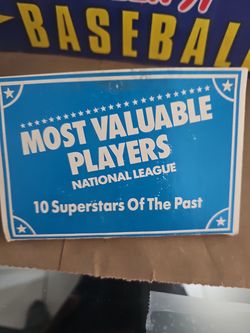 BASEBALL
MOST VALUABLE
PLAYERS
NATIONAL LEAGUE
10 Superstars Of The Past